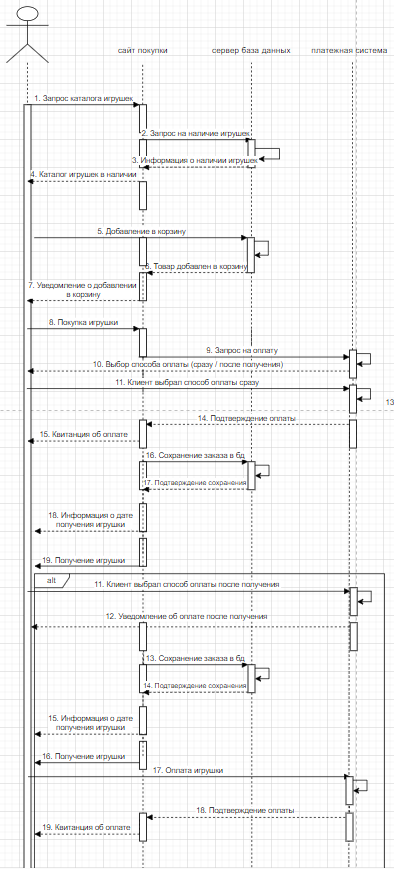 сайт покупки
сервер база данных
платежная система
1. Запрос каталога игрушек
2. Запрос на наличие игрушек
3. Информация о наличии игрушек
4. Каталог игрушек в наличии
5. Добавление в корзину
6. Товар добавлен в корзину
7. Уведомление о добавлении
в корзину
8. Покупка игрушки
9. Запрос на оплату
10. Выбор способа оплаты (сразу / после получения)
11. Клиент выбрал способ оплаты сразу
13
14. Подтверждение оплаты
15. Квитанция об оплате
16. Сохранение заказа в бд
17. Подтверждение сохранения
18. Информация о дате
получения игрушки
19. Получение игрушки
alt
11. Клиент выбрал способ оплаты после получения
12. Уведомление об оплате после получения
13. Сохранение заказа в бд
14. Подтверждение сохранения
15. Информация о дате
получения игрушки
16. Получение игрушки
17. Оплата игрушки
18. Подтверждение оплаты
19. Квитанция об оплате